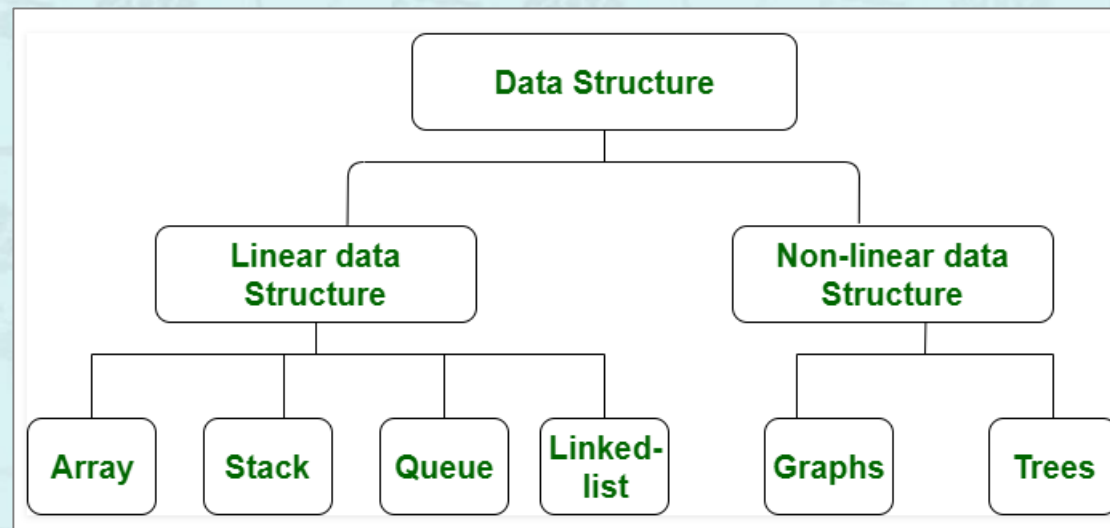 Data Structure
Linear data
Structure
Non-linear data
Structure
Array
Stack
Queue
Linked-
list
Graphs
Trees